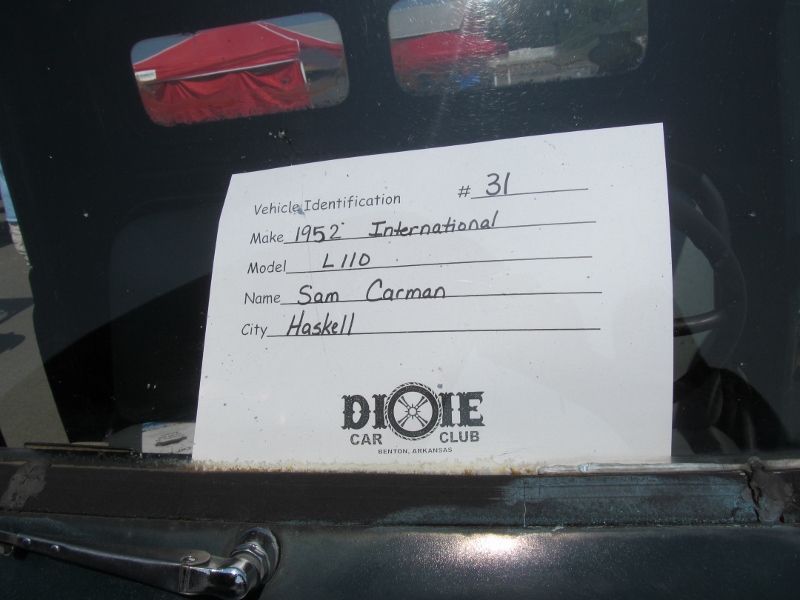 Vehicle Identification # 31
Make 1952 International
Model L110
Name Sam Carman
City Haskell
DIXIE
CAR CLUB
BENTON, ARKANSAS